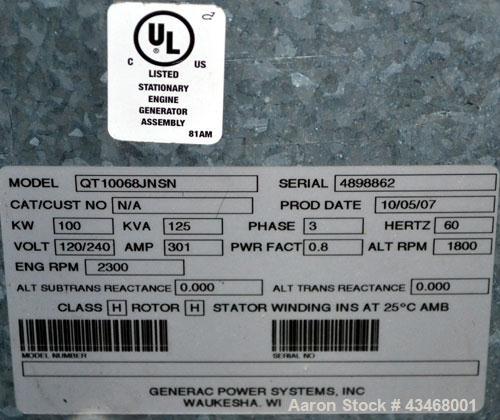 UL
®
C US
LISTED
STATIONARY
ENGINE
GENERATOR
ASSEMBLY
81AM
MODEL QT10068JNSN SERIAL 4898862
CAT/CUST NO N/A PROD DATE 10/05/07
KW 100 KVA 125 PHASE 3 HERTZ 60
VOLT 120/240 AMP 301 PWR FACT 0.8 ALT RPM 1800
ENG RPM 2300
ALT SUBTRANS REACTANCE 0.000 ALT TRANS REACTANCE 0.000
CLASS H ROTOR H STATOR WINDING INS AT 25°C AMB
MODEL NUMBER SERIAL NO
GENERAC POWER SYSTEMS, INC
WAUKESHA, WI
Aaron Stock # 43468001